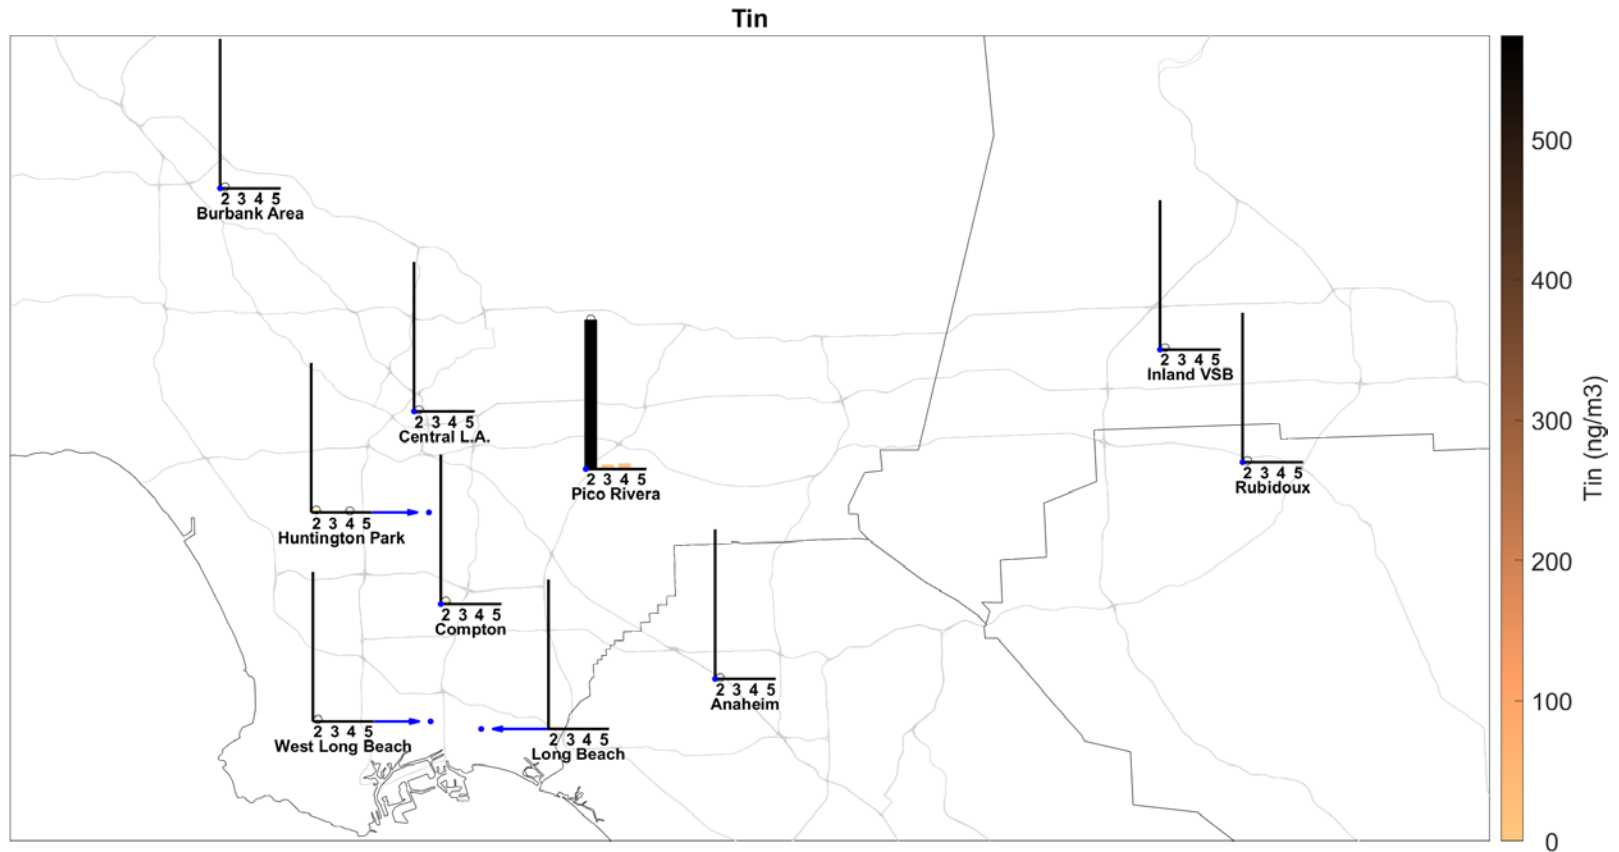 Tin
2 3 4 5
Burbank Area
2 3 4 5
Central L.A.
2 3 4 5
Pico Rivera
2 3 4 5
Inland VSB
2 3 4 5
Rubidoux
2 3 4 5
Huntington Park
2 3 4 5
Compton
2 3 4 5
Anaheim
2 3 4 5
West Long Beach
2 3 4 5
Long Beach
500
400
300
200
100
0
Tin (ng/m3)